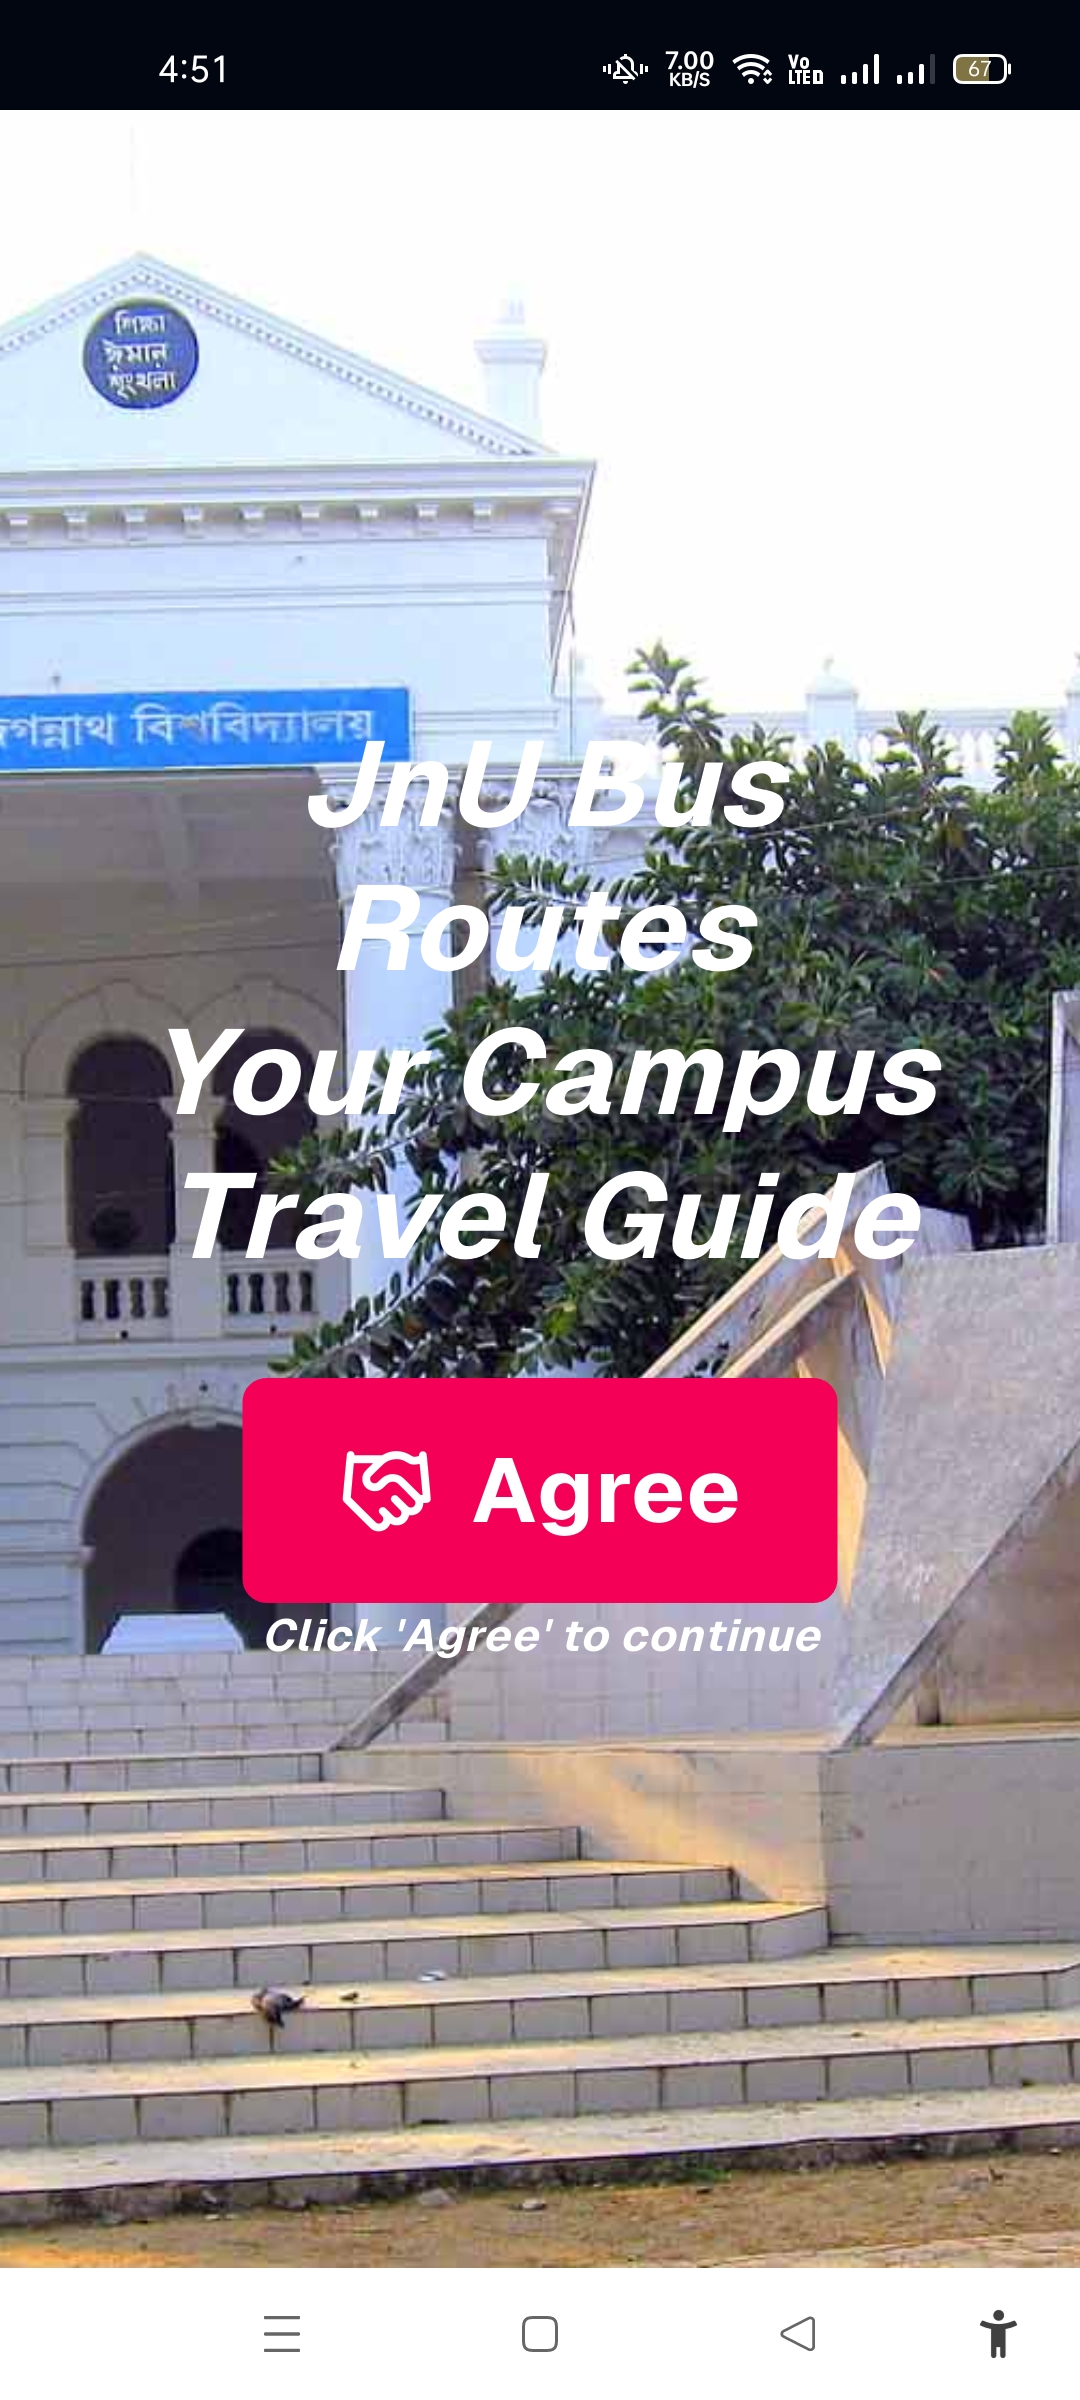 4:51
7.00
KB/S
Vo
LTE
67
শিক্ষা
ঈমান
শৃংখলা
জগন্নাথ বিশ্ববিদ্যালয়
JnU Bus
Routes
Your Campus
Travel Guide
Agree
Click 'Agree' to continue